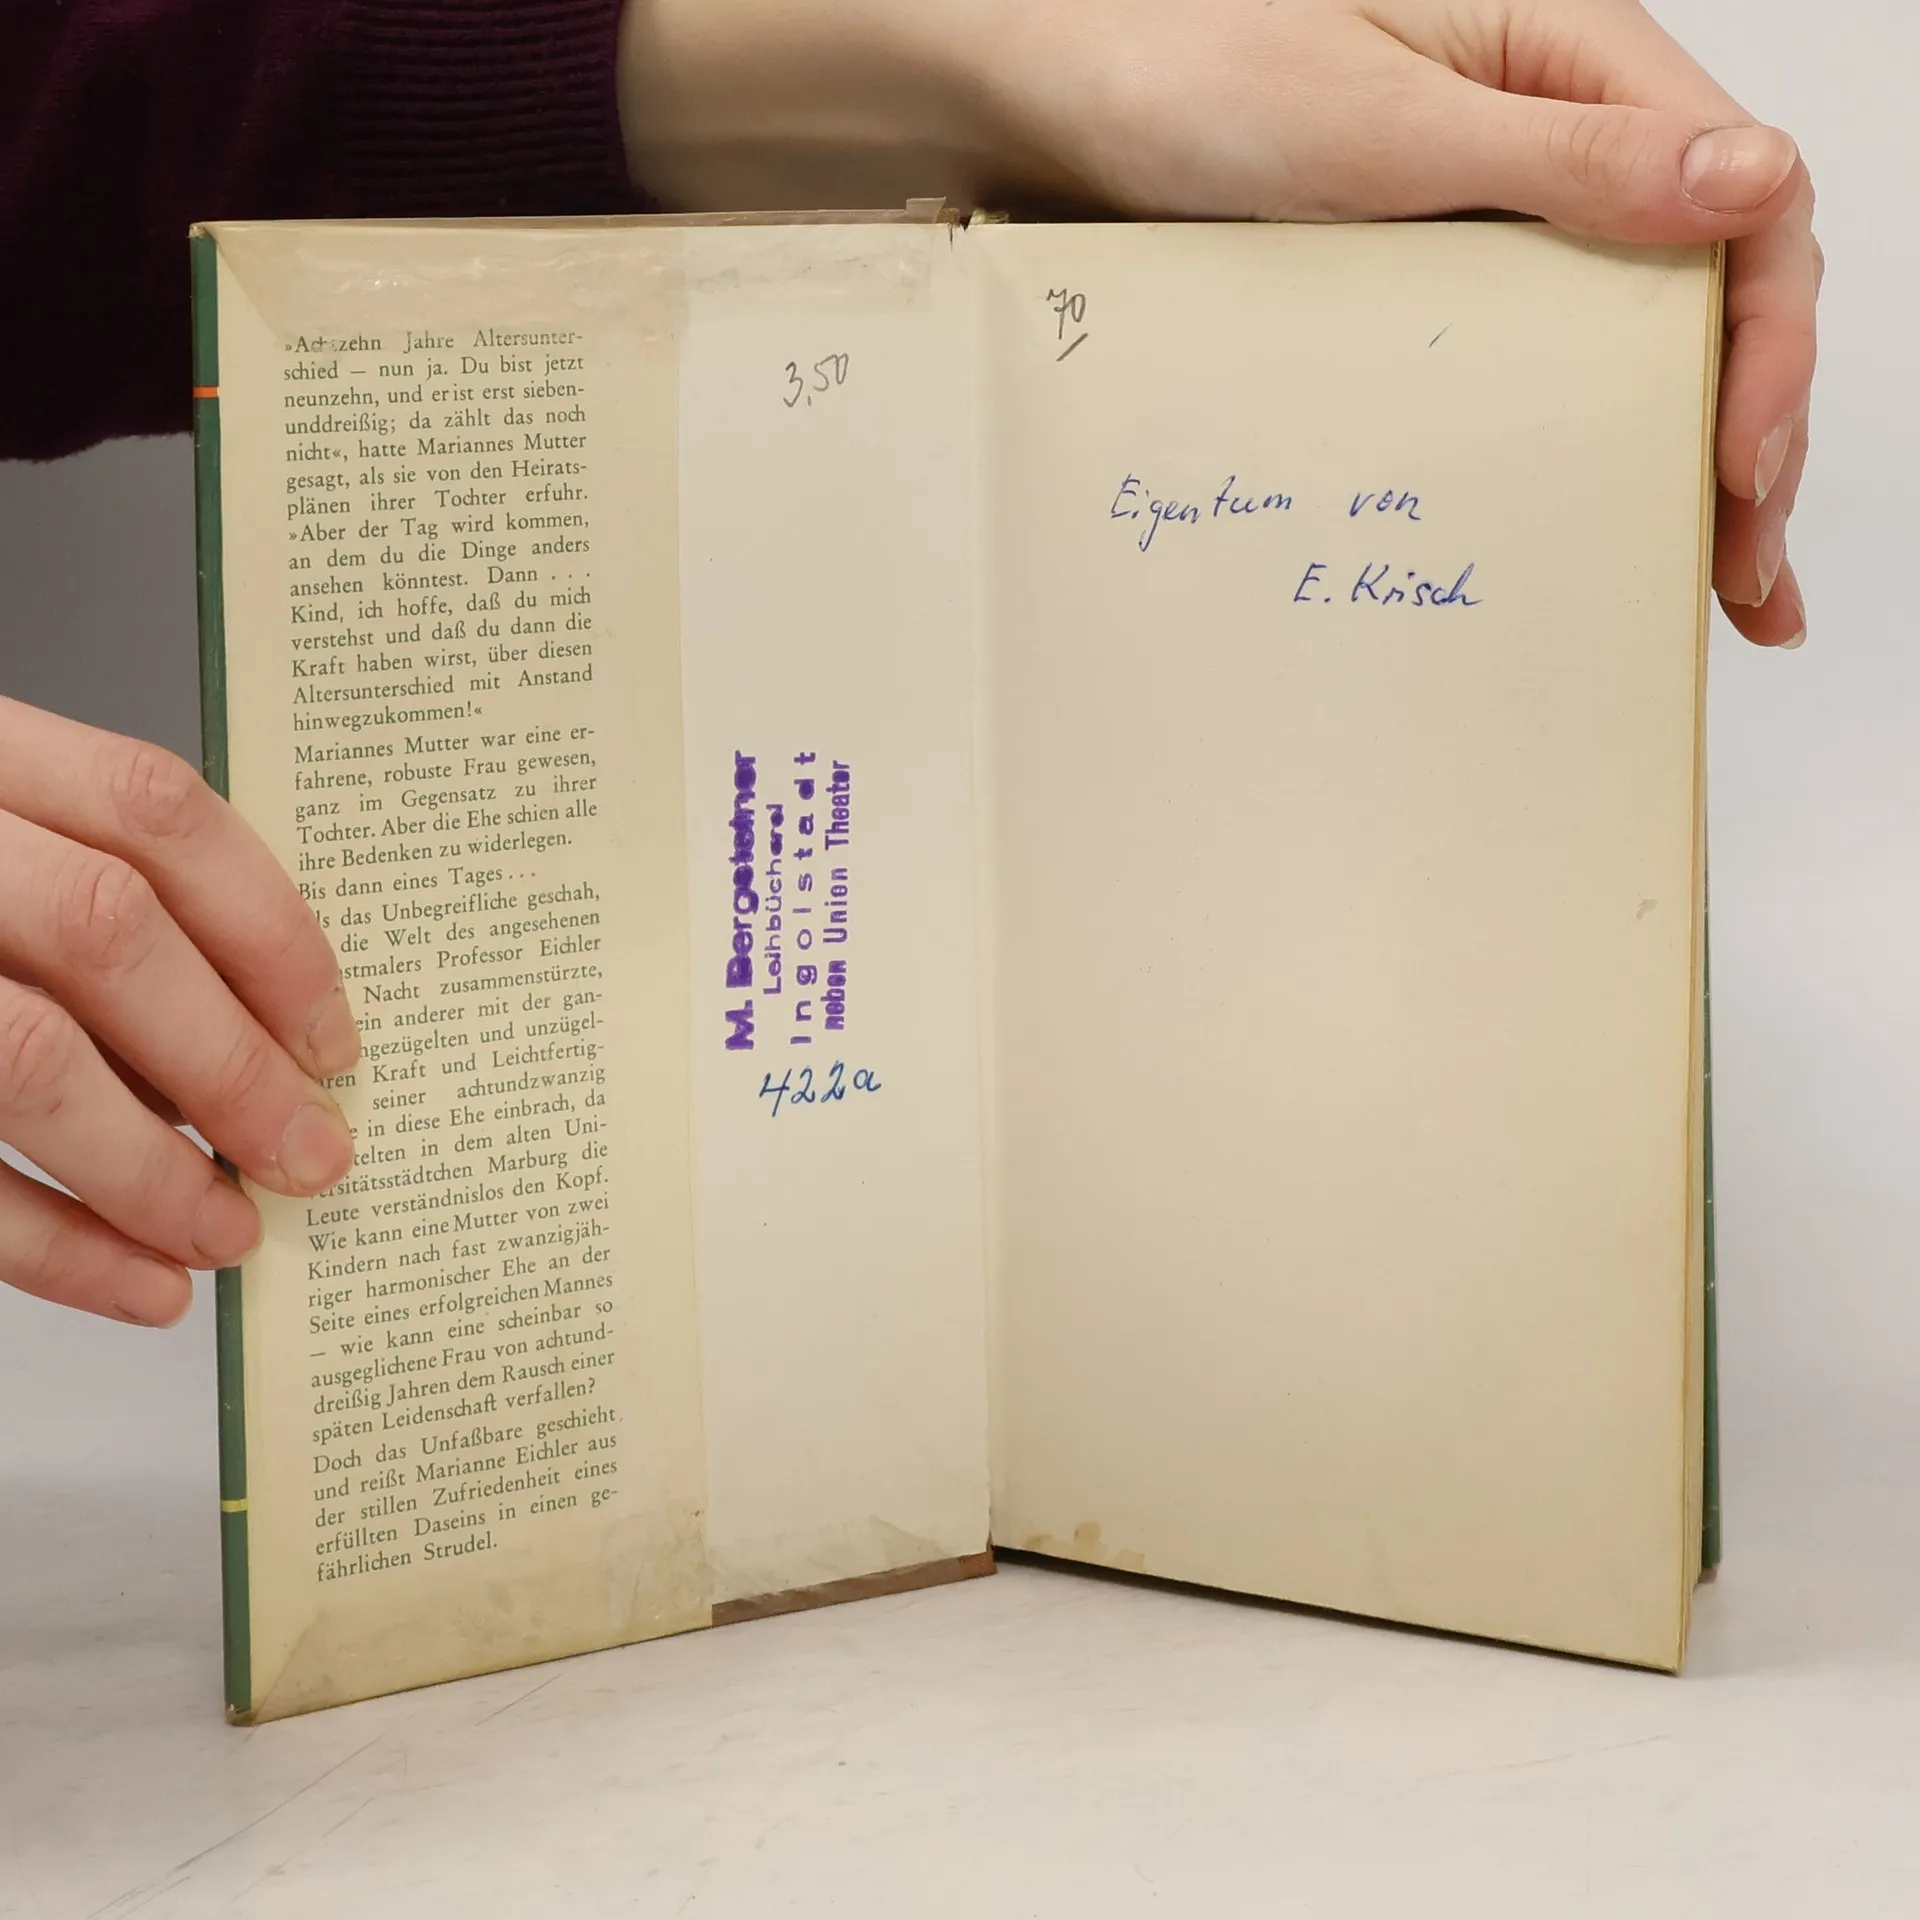 »Achtzehn Jahre Altersunter-
schied — nun ja. Du bist jetzt
neunzehn, und er ist erst sieben-
unddreißig; da zählt das noch
nicht«, hatte Mariannes Mutter
gesagt, als sie von den Heirats-
plänen ihrer Tochter erfuhr.
»Aber der Tag wird kommen,
an dem du die Dinge anders
ansehen könntest. Dann . . .
Kind, ich hoffe, daß du mich
verstehst und daß du dann die
Kraft haben wirst, über diesen
Altersunterschied mit Anstand
hinwegzukommen!«
Mariannes Mutter war eine er-
fahrene, robuste Frau gewesen,
ganz im Gegensatz zu ihrer
Tochter. Aber die Ehe schien alle
ihre Bedenken zu widerlegen.
Bis dann eines Tages . . .
ls das Unbegreifliche geschah,
die Welt des angesehenen
stmalers Professor Eichler
Nacht zusammenstürzte,
ein anderer mit der gan-
ngezügelten und unzügel-
ren Kraft und Leichtfertig-
seiner achtundzwanzig
e in diese Ehe einbrach, da
telten in dem alten Uni-
versitätsstädtchen Marburg die
Leute verständnislos den Kopf.
Wie kann eine Mutter von zwei
Kindern nach fast zwanzigjäh-
riger harmonischer Ehe an der
Seite eines erfolgreichen Mannes
— wie kann eine scheinbar so
ausgeglichene Frau von achtund-
dreißig Jahren dem Rausch einer
späten Leidenschaft verfallen?
Doch das Unfaßbare geschieht
und reißt Marianne Eichler aus
der stillen Zufriedenheit eines
erfüllten Daseins in einen ge-
fährlichen Strudel.
3,50
M. Bergsteiner
Leihbücherei
Ingolstadt
neben Union Theater
422a
70
Eigentum von
E. Krisch